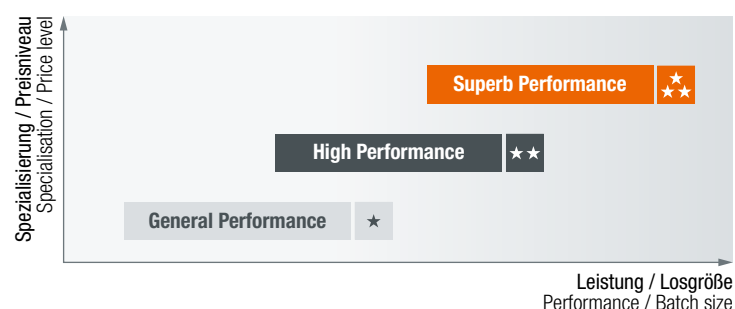 Spezialisierung / Preisniveau
Specialisation / Price level
Superb Performance
High Performance
General Performance
Leistung / Losgröße
Performance / Batch size